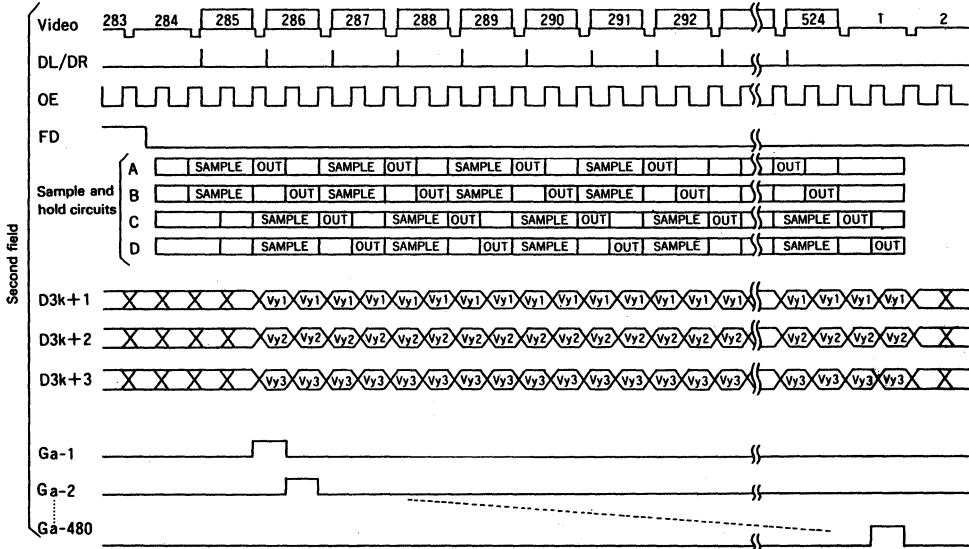 Second field
Video 283 284 285 286 287 288 289 290 291 292 524 1 2
DL/DR
OE
FD
Sample and
hold circuits
A SAMPLE OUT SAMPLE OUT SAMPLE OUT SAMPLE OUT OUT
B SAMPLE OUT SAMPLE OUT SAMPLE OUT SAMPLE OUT OUT
C SAMPLE OUT SAMPLE OUT SAMPLE OUT SAMPLE OUT SAMPLE OUT
D SAMPLE OUT SAMPLE OUT SAMPLE OUT SAMPLE SAMPLE OUT
D3k+1 Vy1 Vy1 Vy1 Vy1 Vy1 Vy1 Vy1 Vy1 Vy1 Vy1 Vy1 Vy1 Vy1 Vy1 Vy1 Vy1 Vy1 Vy1 Vy1
D3k+2 Vy2 Vy2 Vy2 Vy2 Vy2 Vy2 Vy2 Vy2 Vy2 Vy2 Vy2 Vy2 Vy2 Vy2 Vy2 Vy2 Vy2 Vy2 Vy2
D3k+3 Vy3 Vy3 Vy3 Vy3 Vy3 Vy3 Vy3 Vy3 Vy3 Vy3 Vy3 Vy3 Vy3 Vy3 Vy3 Vy3 Vy3 Vy3 Vy3
Ga-1
Ga-2
Ga-480